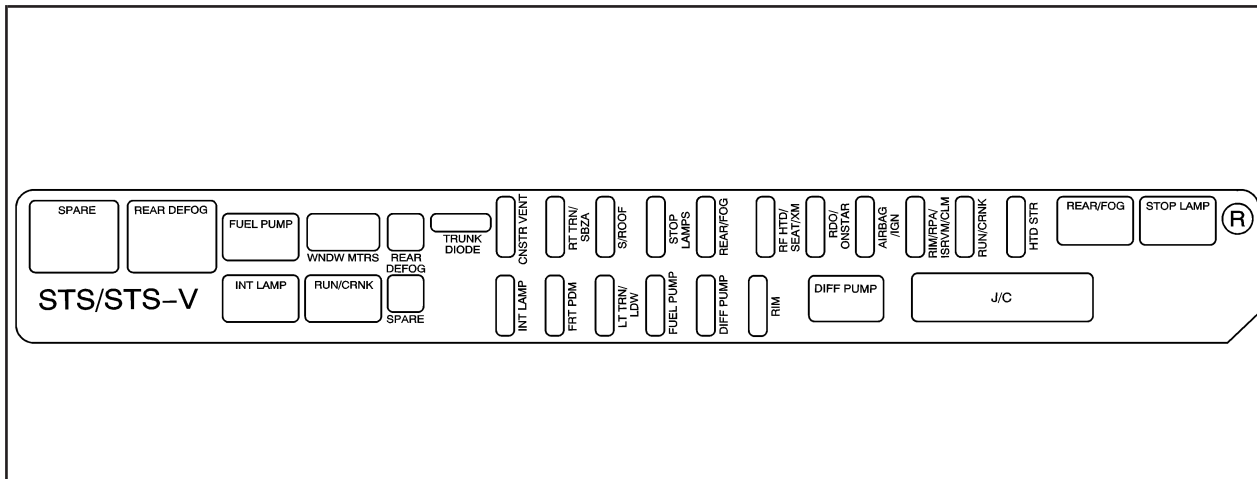 SPARE
REAR DEFOG
FUEL PUMP
WNDW MTRS
REAR
DEFOG
TRUNK
DIODE
CNSTR VENT
RT TRN/
SBZA
S/ROOF
STOP
LAMPS
REAR/FOG
RF HTD/
SEAT/XM
RDO/
ONSTAR
AIRBAG
/IGN
RIM/RPA/
ISRVM/CLM
RUN/CRNK
HTD STR
REAR/FOG
STOP LAMP
R
STS/STS–V
INT LAMP
RUN/CRNK
SPARE
INT LAMP
FRT PDM
LT TRN/
LDW
FUEL PUMP
DIFF PUMP
RIM
DIFF PUMP
J/C